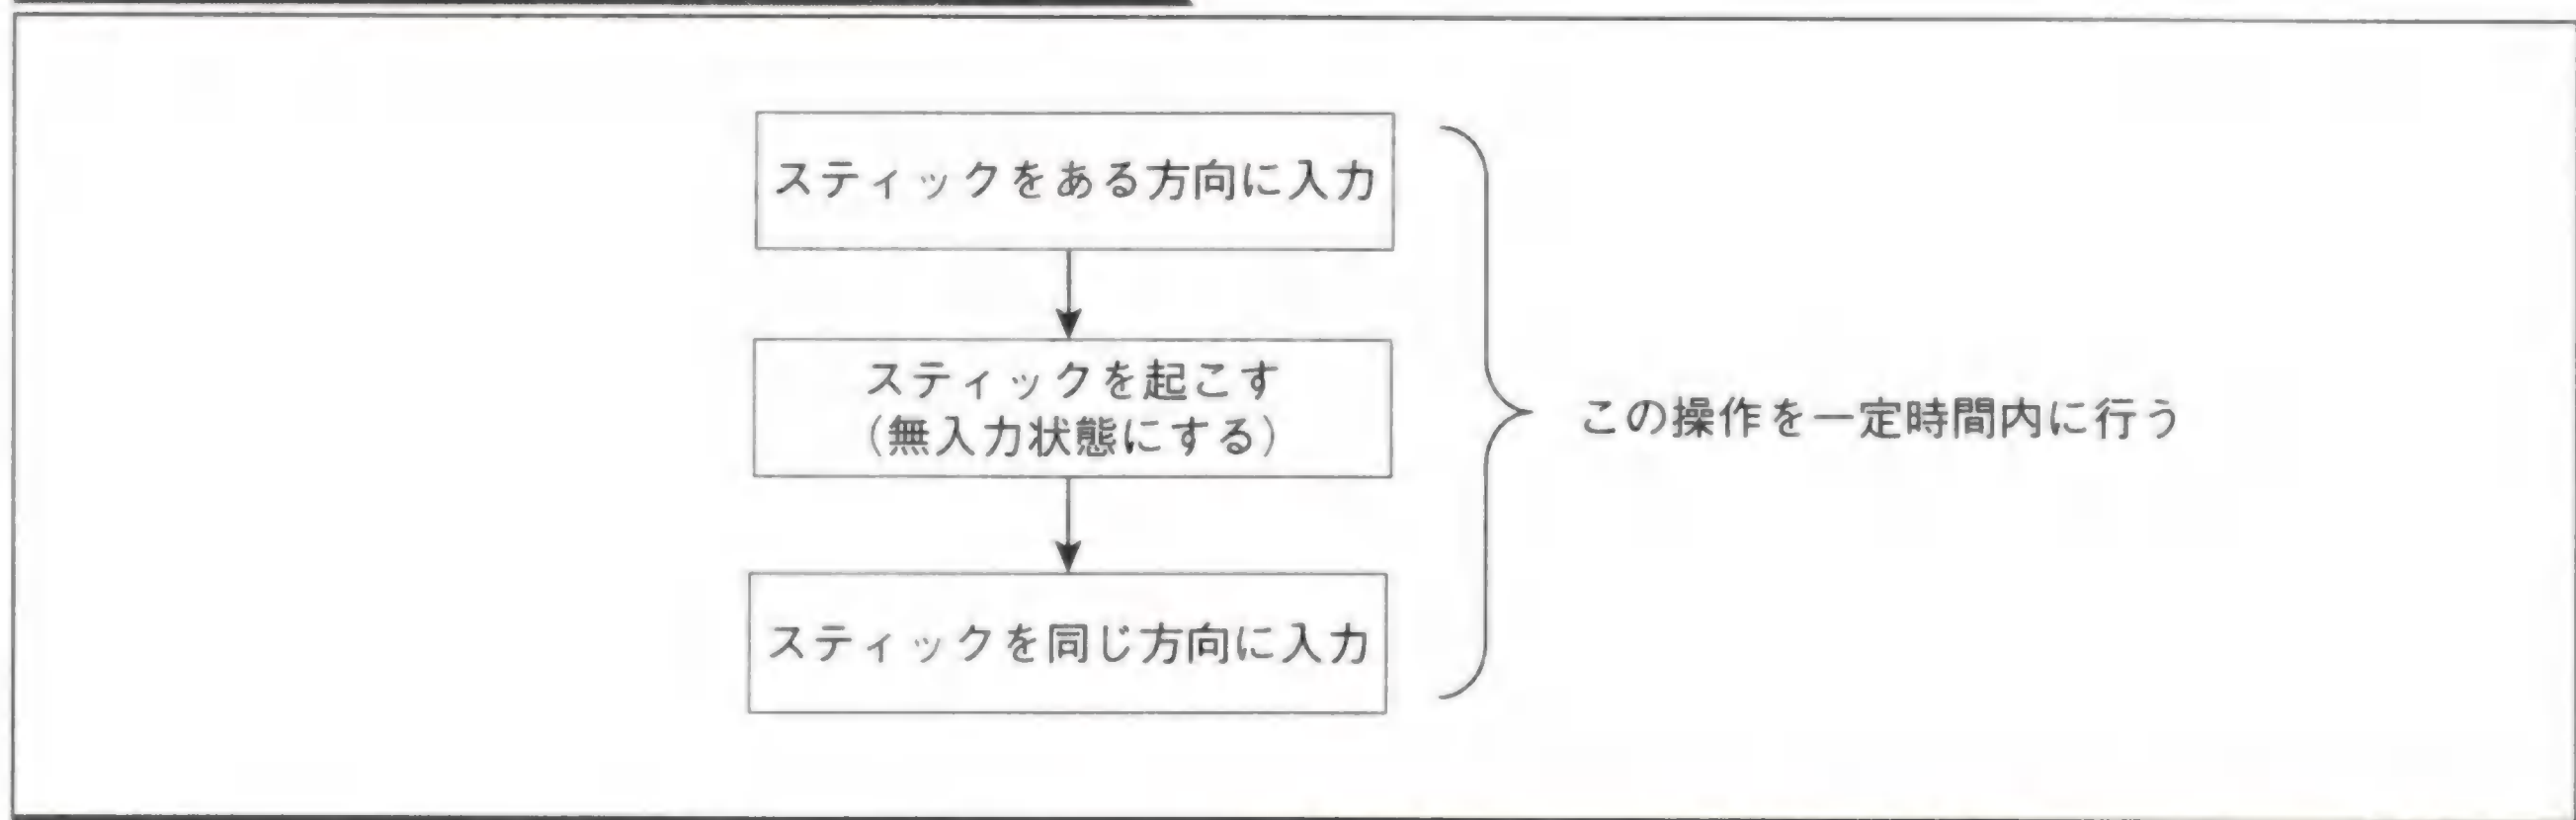 スティックをある方向に入力
スティックを起こす
(無入力状態にする)
この操作を一定時間内に行う
スティックを同じ方向に入力